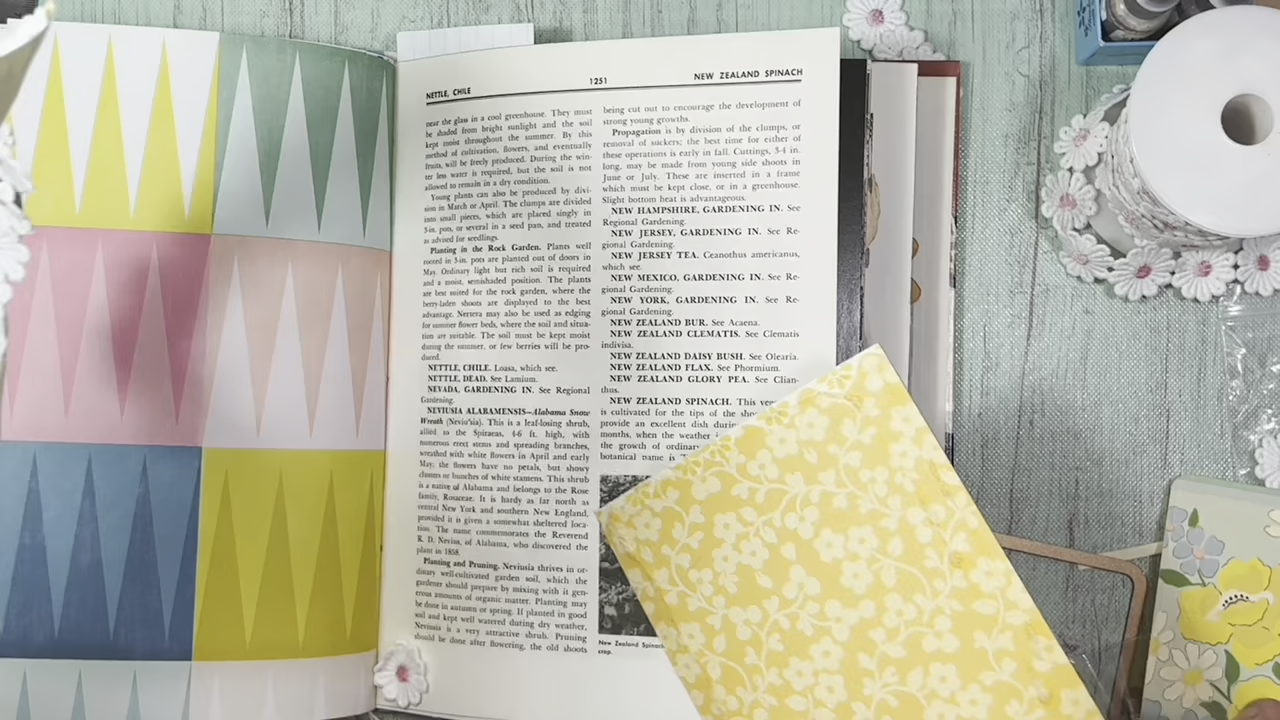 NETTLE, CHILE
1251
NEW ZEALAND SPINACH
near the glass in a cool greenhouse. They must
be shaded from bright sunlight and the soil
kept moist throughout the summer. By this
method of cultivation, flowers, and eventually
fruits, will be freely produced. During the win-
ter less water is required, but the soil is not
allowed to remain in a dry condition.
Young plants can also be produced by divi-
sion in March or April. The clumps are divided
into small pieces, which are placed singly in
3-in. pots, or several in a seed pan, and treated
as advised for seedlings.
Planting in the Rock Garden. Plants well
rooted in 3-in. pots are planted out of doors in
May. Ordinary light but rich soil is required
and a moist, semishaded position. The plants
are best suited for the rock garden, where the
berry-laden shoots are displayed to the best
advantage. Nertera may also be used as edging
for summer flower beds, where the soil and situa-
tion are suitable. The soil must be kept moist
during the summer, or few berries will be pro-
duced.
NETTLE, CHILE. Loasa, which see.
NETTLE, DEAD. See Lamium.
NEVADA, GARDENING IN. See Regional
Gardening.
NEVIUSIA ALABAMENSIS—Alabama Snow
Wreath (Neviu'sia). This is a leaf-losing shrub,
allied to the Spiraeas, 4-6 ft. high, with
numerous erect stems and spreading branches,
wreathed with white flowers in April and early
May; the flowers have no petals, but showy
clusters or bunches of white stamens. This shrub
is a native of Alabama and belongs to the Rose
family, Rosaceae. It is hardy as far north as
central New York and southern New England,
provided it is given a somewhat sheltered loca-
tion. The name commemorates the Reverend
R. D. Nevius, of Alabama, who discovered the
plant in 1858.
Planting and Pruning. Neviusia thrives in or-
dinary well-cultivated garden soil, which the
gardener should prepare by mixing with it gen-
erous amounts of organic matter. Planting may
be done in autumn or spring. If planted in good
soil and kept well watered during dry weather,
Neviusia is a very attractive shrub. Pruning
should be done after flowering, the old shoots
being cut out to encourage the development of
strong young growths.
Propagation is by division of the clumps, or
removal of suckers; the best time for either of
these operations is early in fall. Cuttings, 3-4 in.
long, may be made from young side shoots in
June or July. These are inserted in a frame
which must be kept close, or in a greenhouse.
Slight bottom heat is advantageous.
NEW HAMPSHIRE, GARDENING IN. See
Regional Gardening.
NEW JERSEY, GARDENING IN. See Re-
gional Gardening.
NEW JERSEY TEA. Ceanothus americanus,
which see.
NEW MEXICO, GARDENING IN. See Re-
gional Gardening.
NEW YORK, GARDENING IN. See Re-
gional Gardening.
NEW ZEALAND BUR. See Acaena.
NEW ZEALAND CLEMATIS. See Clematis
indivisa.
NEW ZEALAND DAISY BUSH. See Olearia.
NEW ZEALAND FLAX. See Phormium.
NEW ZEALAND GLORY PEA. See Clian-
thus.
NEW ZEALAND SPINACH. This
is cultivated for the tips of the
provide an excellent dish
months, when the weather
the growth of
botanical name is
New Zealand
crop.